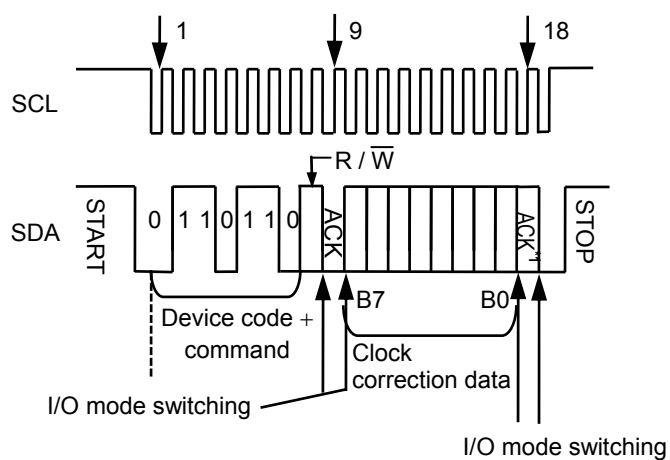 1 9 18
SCL
R / W̅
SDA
START 0 1 1 0 1 1 0 ACK ACK*1 STOP
B7 B0
Device code +
command
Clock
correction data
I/O mode switching
I/O mode switching